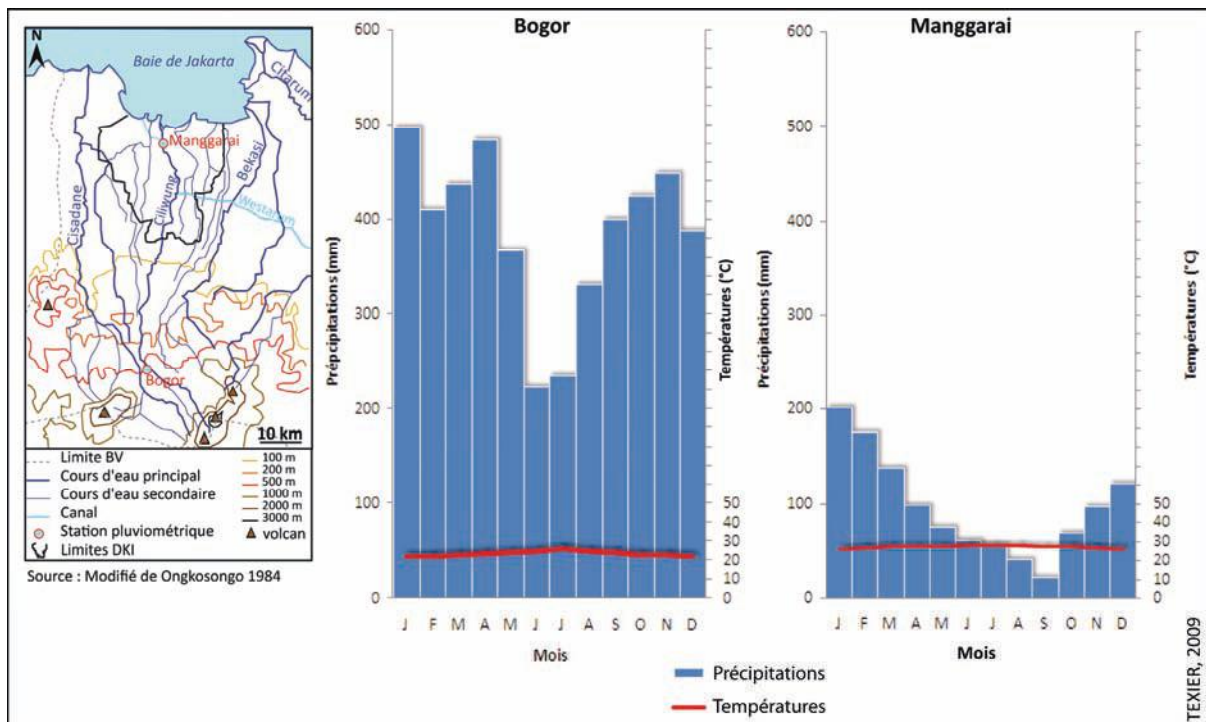 N
Baie de Jakarta
Citarum
Manggarai
Bekasi
Ciliwung
Westarum
Cisadane
Bogor
10 km
Limite BV
Cours d'eau principal
Cours d'eau secondaire
Canal
Station pluviométrique
Limites DKI
100 m
200 m
500 m
1000 m
2000 m
3000 m
volcan
Source : Modifié de Ongkosongo 1984
Bogor
Prépcipitations (mm)
600
500
400
300
200
100
0
J F M A M J J A S O N D
Mois
Températures (°C)
50
40
30
20
10
0
Manggarai
Précipitations (mm)
600
500
400
300
200
100
0
J F M A M J J A S O N D
Mois
Températures (°C)
50
40
30
20
10
0
Précipitations
Températures
TEXIER, 2009